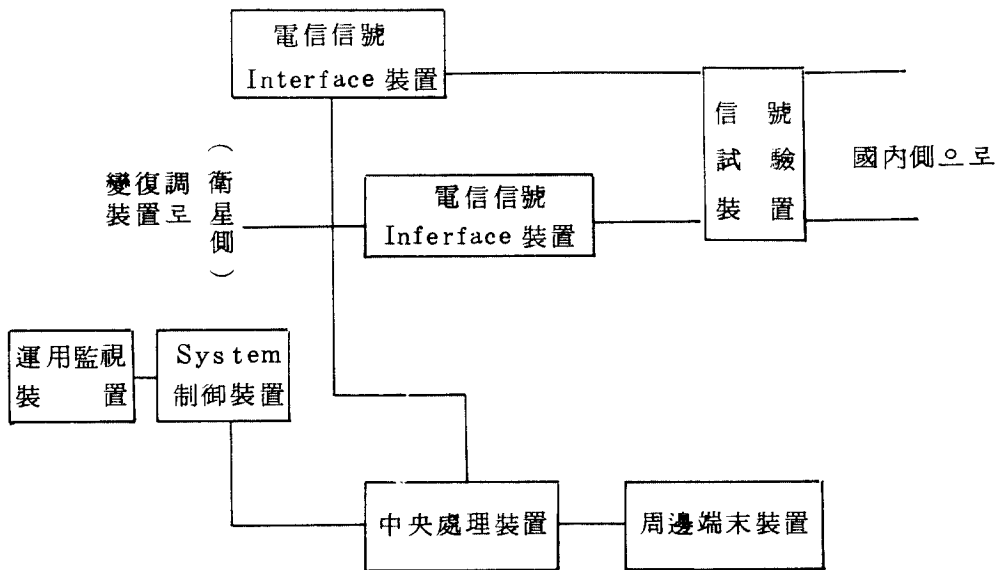 電信信號
Interface 裝置
信號
試驗
裝置
國內側으로
變復調
裝置로
(衛星側)
電信信號
Inferface 裝置
運用監視
裝置
System
制御裝置
中央處理裝置
周邊端末裝置